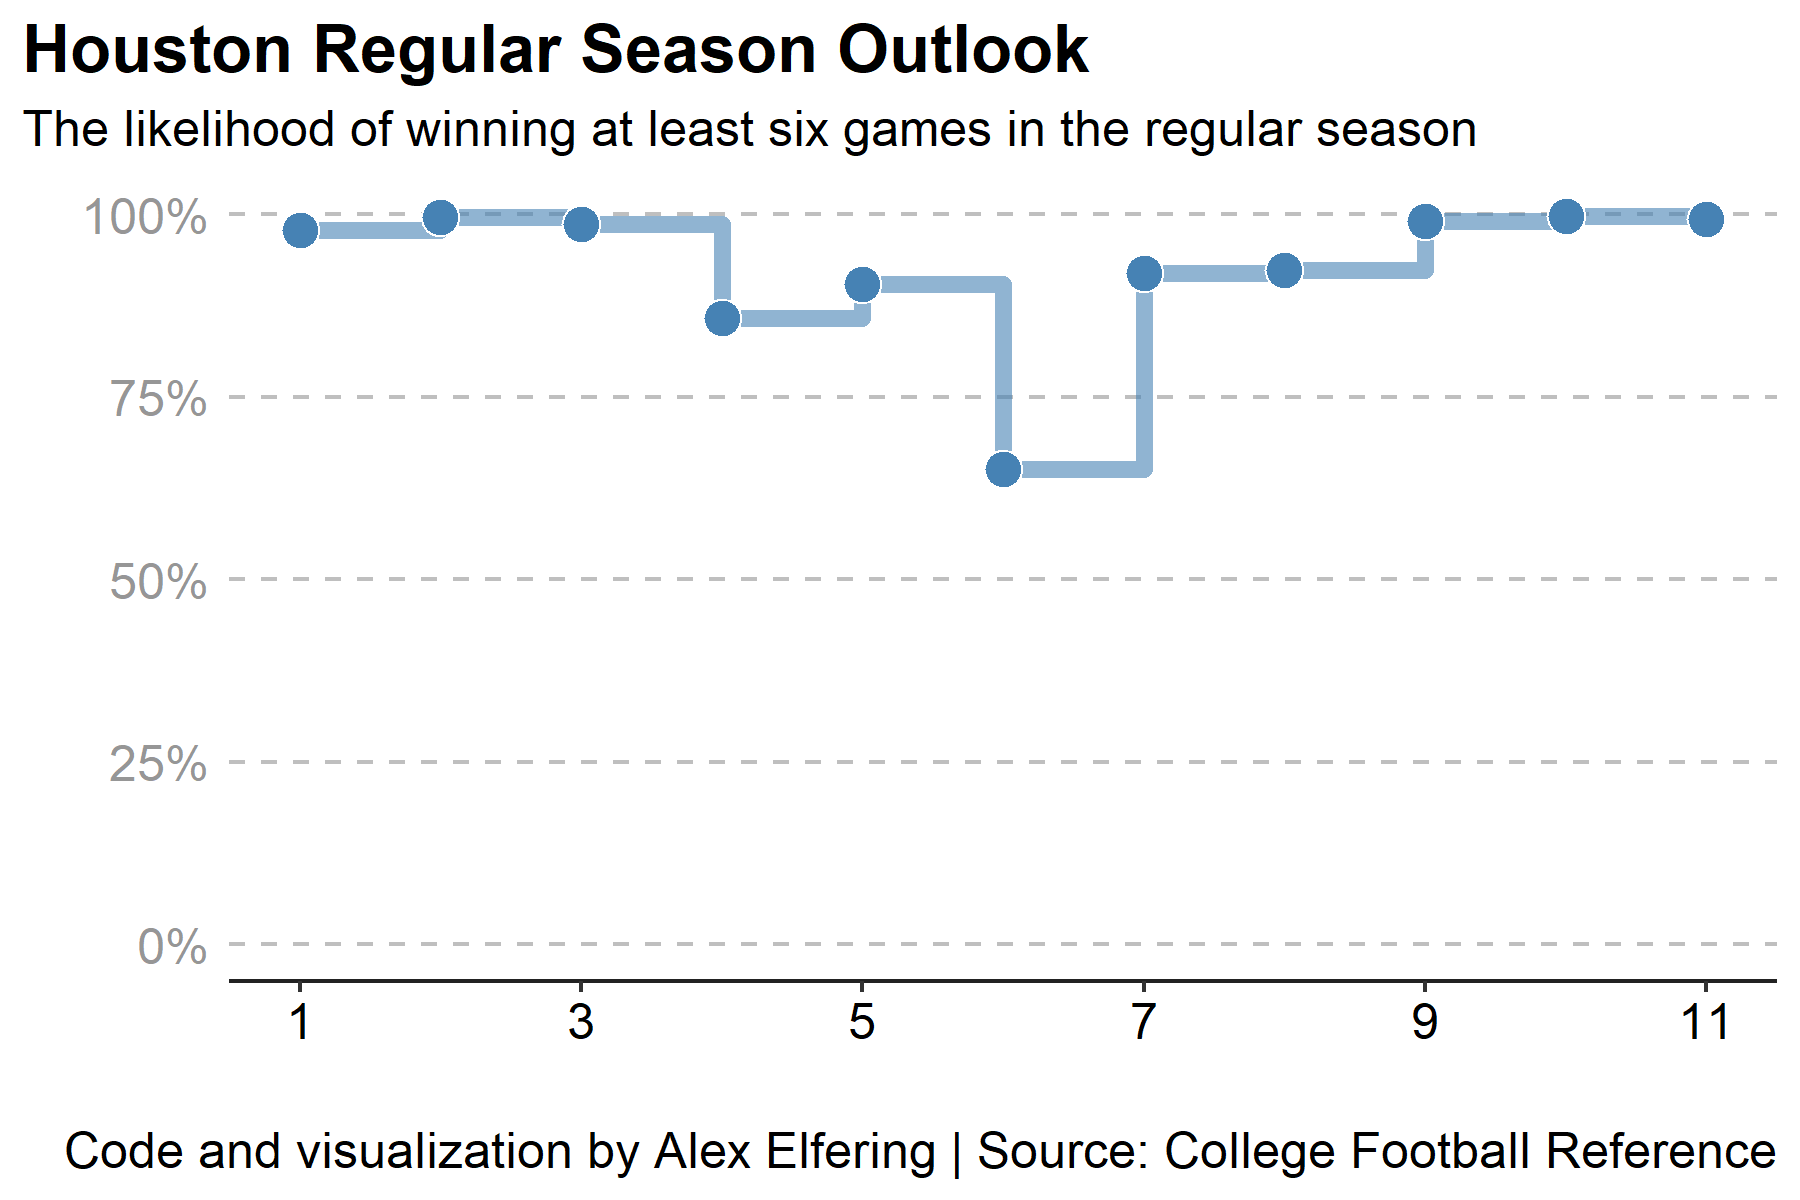 Houston Regular Season Outlook
The likelihood of winning at least six games in the regular season
100%
75%
50%
25%
0%
1 3 5 7 9 11
Code and visualization by Alex Elfering | Source: College Football Reference